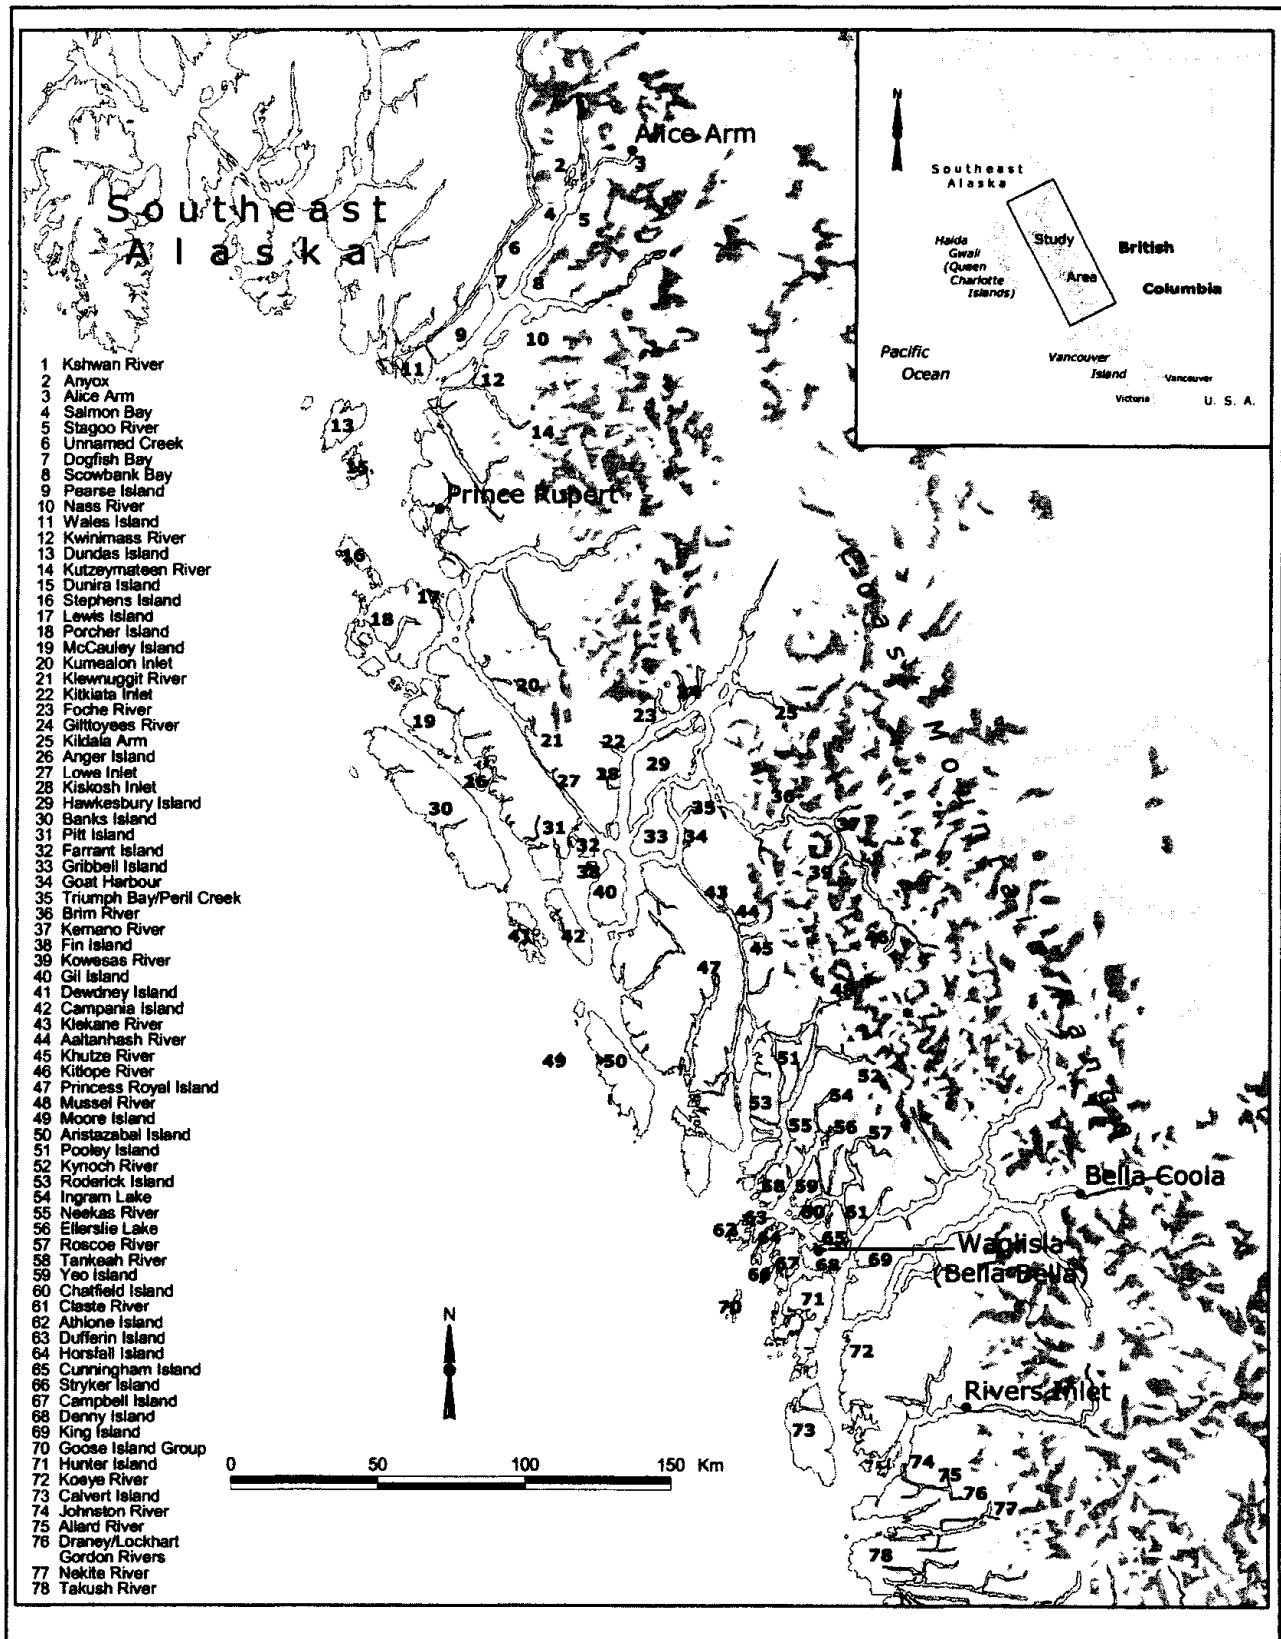 N
Southeast
Alaska
Haida
Gwaii
(Queen
Charlotte
Islands)
Study
Area
British
Columbia
Pacific
Ocean
Vancouver
Island
Vancouver
Victoria
U. S. A.
Alice Arm
Southeast
Alaska
Prince Rupert
Coast Mountains
Bella Coola
Waglisla
(Bella Bella)
Rivers Inlet
1 Kshwan River
2 Anyox
3 Alice Arm
4 Salmon Bay
5 Stagoo River
6 Unnamed Creek
7 Dogfish Bay
8 Scowbank Bay
9 Pearse Island
10 Nass River
11 Wales Island
12 Kwinimass River
13 Dundas Island
14 Kutzeymateen River
15 Dunira Island
16 Stephens Island
17 Lewis Island
18 Porcher Island
19 McCauley Island
20 Kumealon Inlet
21 Klewnuggit River
22 Kitkiata Inlet
23 Foche River
24 Gilttoyees River
25 Kildala Arm
26 Anger Island
27 Lowe Inlet
28 Kiskosh Inlet
29 Hawkesbury Island
30 Banks Island
31 Pitt Island
32 Farrant Island
33 Gribbell Island
34 Goat Harbour
35 Triumph Bay/Peril Creek
36 Brim River
37 Kemano River
38 Fin Island
39 Kowesas River
40 Gil Island
41 Dewdney Island
42 Campania Island
43 Klekane River
44 Aaltanhash River
45 Khutze River
46 Kitlope River
47 Princess Royal Island
48 Mussel River
49 Moore Island
50 Aristazabal Island
51 Pooley Island
52 Kynoch River
53 Roderick Island
54 Ingram Lake
55 Neekas River
56 Ellerslie Lake
57 Roscoe River
58 Tankeah River
59 Yeo Island
60 Chatfield Island
61 Claste River
62 Athlone Island
63 Dufferin Island
64 Horsfall Island
65 Cunningham Island
66 Stryker Island
67 Campbell Island
68 Denny Island
69 King Island
70 Goose Island Group
71 Hunter Island
72 Koeye River
73 Calvert Island
74 Johnston River
75 Allard River
76 Draney/Lockhart
Gordon Rivers
77 Nekite River
78 Takush River
N
0 50 100 150 Km